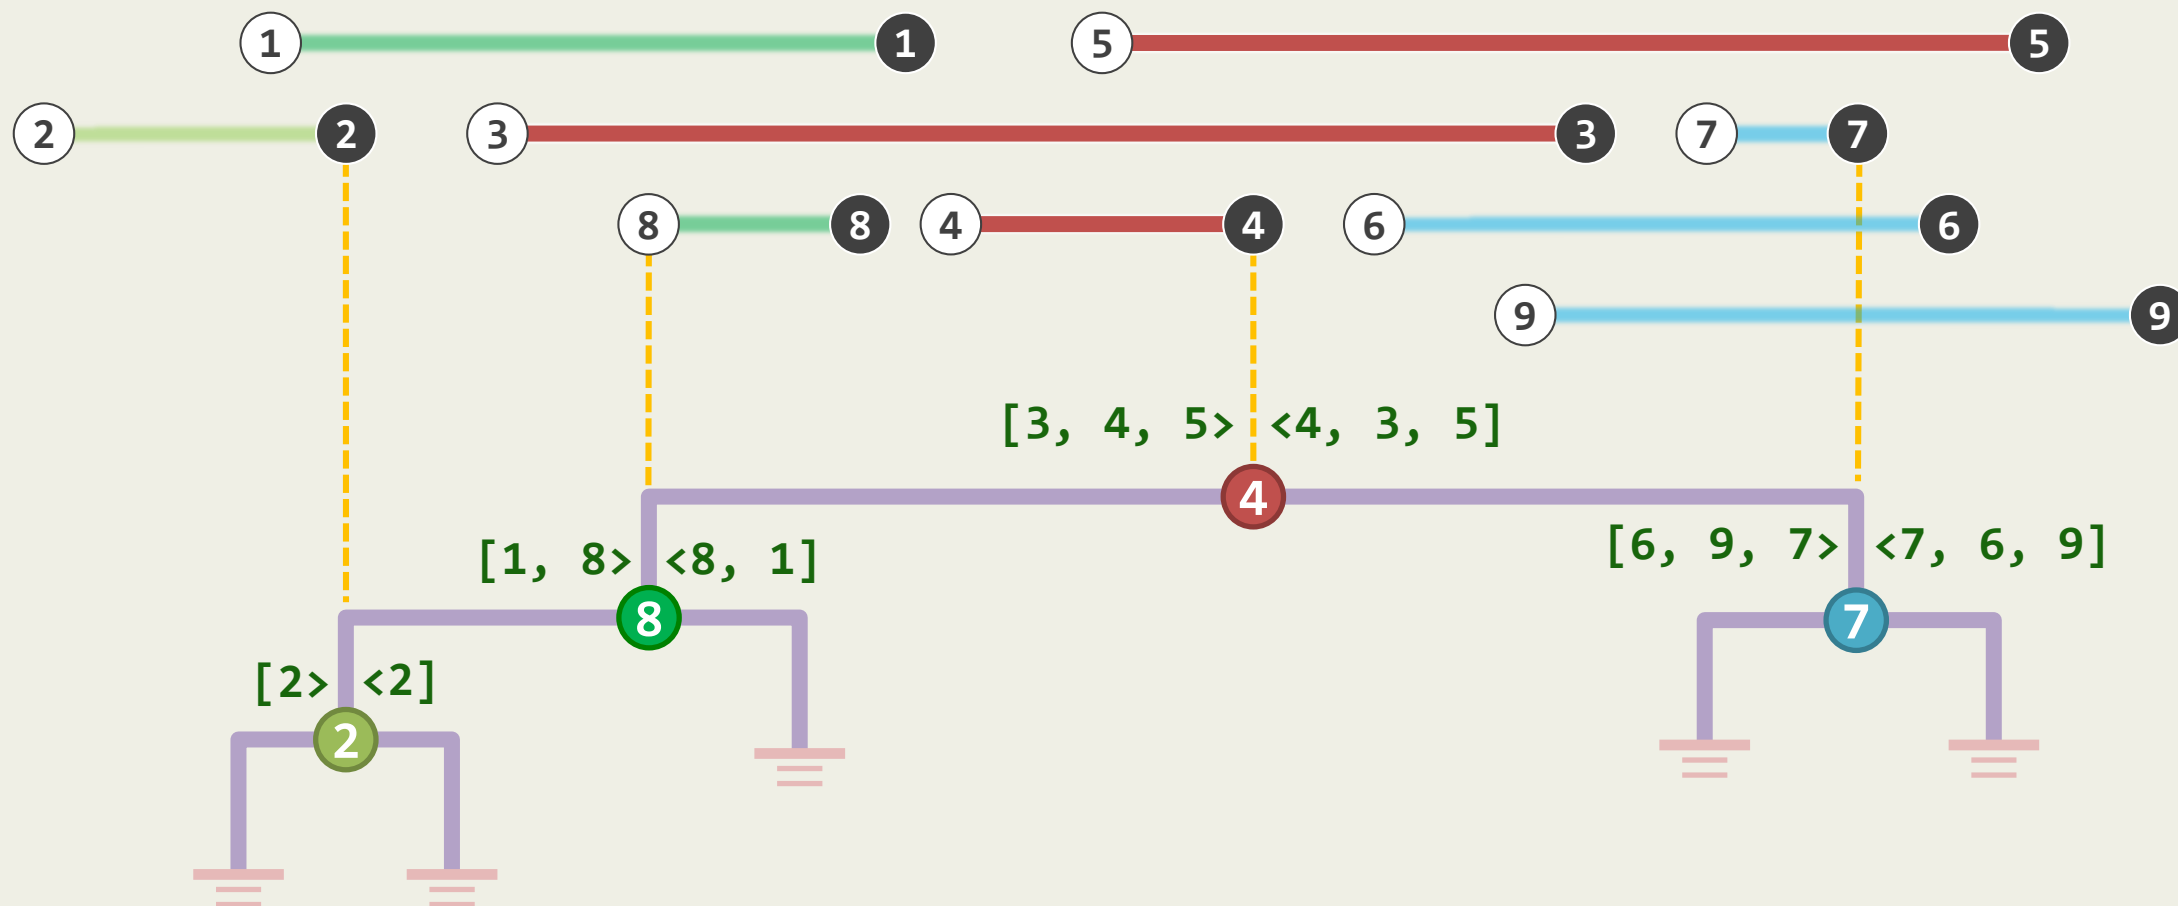 1 1 5 5
2 2 3 3 7 7
8 8 4 4 6 6
9 9
[3, 4, 5> <4, 3, 5]
4
[1, 8> <8, 1] [6, 9, 7> <7, 6, 9]
8 7
[2> <2]
2